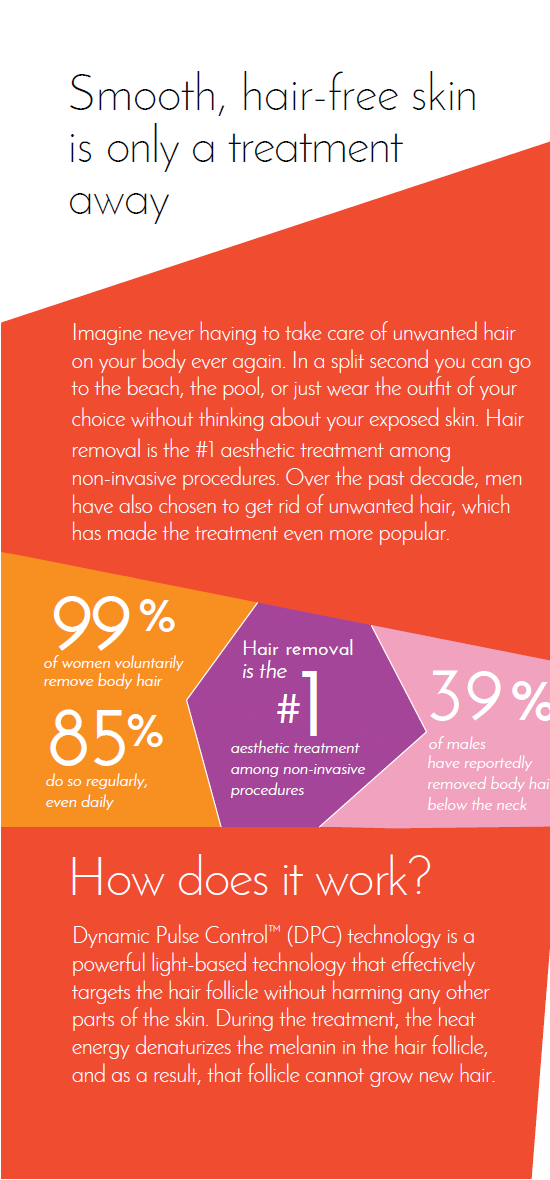 Smooth, hair-free skin
is only a treatment
away
Imagine never having to take care of unwanted hair
on your body ever again. In a split second you can go
to the beach, the pool, or just wear the outfit of your
choice without thinking about your exposed skin. Hair
removal is the #1 aesthetic treatment among
non-invasive procedures. Over the past decade, men
have also chosen to get rid of unwanted hair, which
has made the treatment even more popular.
99%
of women voluntarily
remove body hair
85%
do so regularly,
even daily
Hair removal
is the
#1
aesthetic treatment
among non-invasive
procedures
39%
of males
have reportedly
removed body hai
below the neck
How does it work?
Dynamic Pulse Control™ (DPC) technology is a
powerful light-based technology that effectively
targets the hair follicle without harming any other
parts of the skin. During the treatment, the heat
energy denaturizes the melanin in the hair follicle,
and as a result, that follicle cannot grow new hair.